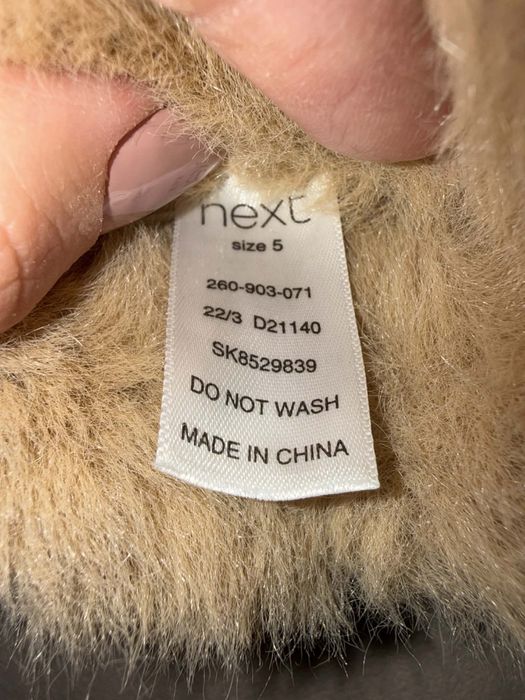 next
size 5
260-903-071
22/3 D21140
SK8529839
DO NOT WASH
MADE IN CHINA